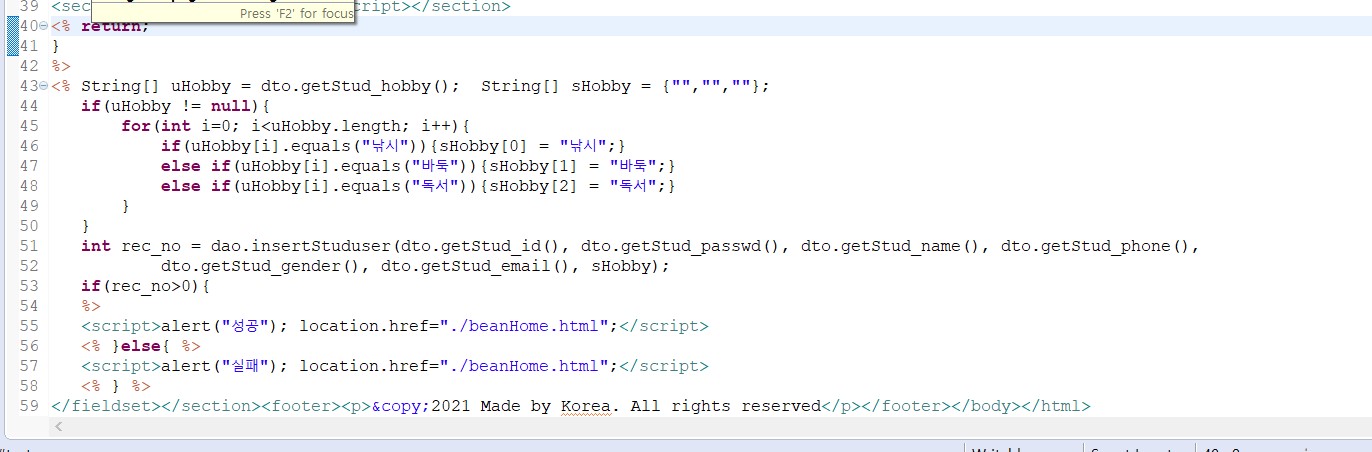 39 <sec
Press 'F2' for focus
ript></section>
40 <% return;
41 }
42 %>
43 <% String[] uHobby = dto.getStud_hobby();  String[] sHobby = {"","",""};
44 if(uHobby != null){
45 for(int i=0; i<uHobby.length; i++){
46 if(uHobby[i].equals("낚시")){sHobby[0] = "낚시";}
47 else if(uHobby[i].equals("바둑")){sHobby[1] = "바둑";}
48 else if(uHobby[i].equals("독서")){sHobby[2] = "독서";}
49 }
50 }
51 int rec_no = dao.insertStuduser(dto.getStud_id(), dto.getStud_passwd(), dto.getStud_name(), dto.getStud_phone(),
52 dto.getStud_gender(), dto.getStud_email(), sHobby);
53 if(rec_no>0){
54 %>
55 <script>alert("성공"); location.href="./beanHome.html";</script>
56 <% }else{ %>
57 <script>alert("실패"); location.href="./beanHome.html";</script>
58 <% } %>
59 </fieldset></section><footer><p>&copy;2021 Made by Korea. All rights reserved</p></footer></body></html>